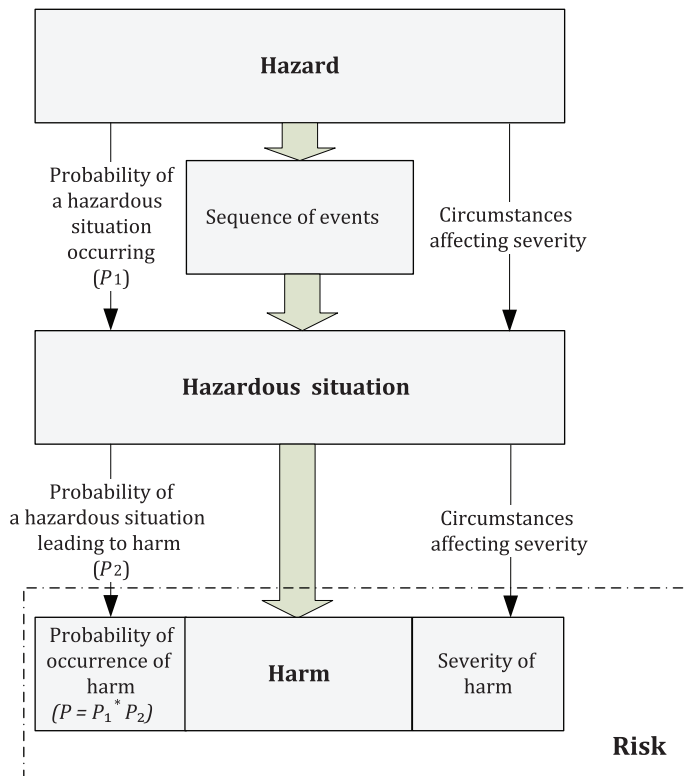 Hazard
Probability of
a hazardous
situation
occurring
(P1)
Sequence of events
Circumstances
affecting severity
Hazardous situation
Probability of
a hazardous situation
leading to harm
(P2)
Circumstances
affecting severity
Probability of
occurrence of
harm
(P = P₁* P₂)
Harm
Severity of
harm
Risk